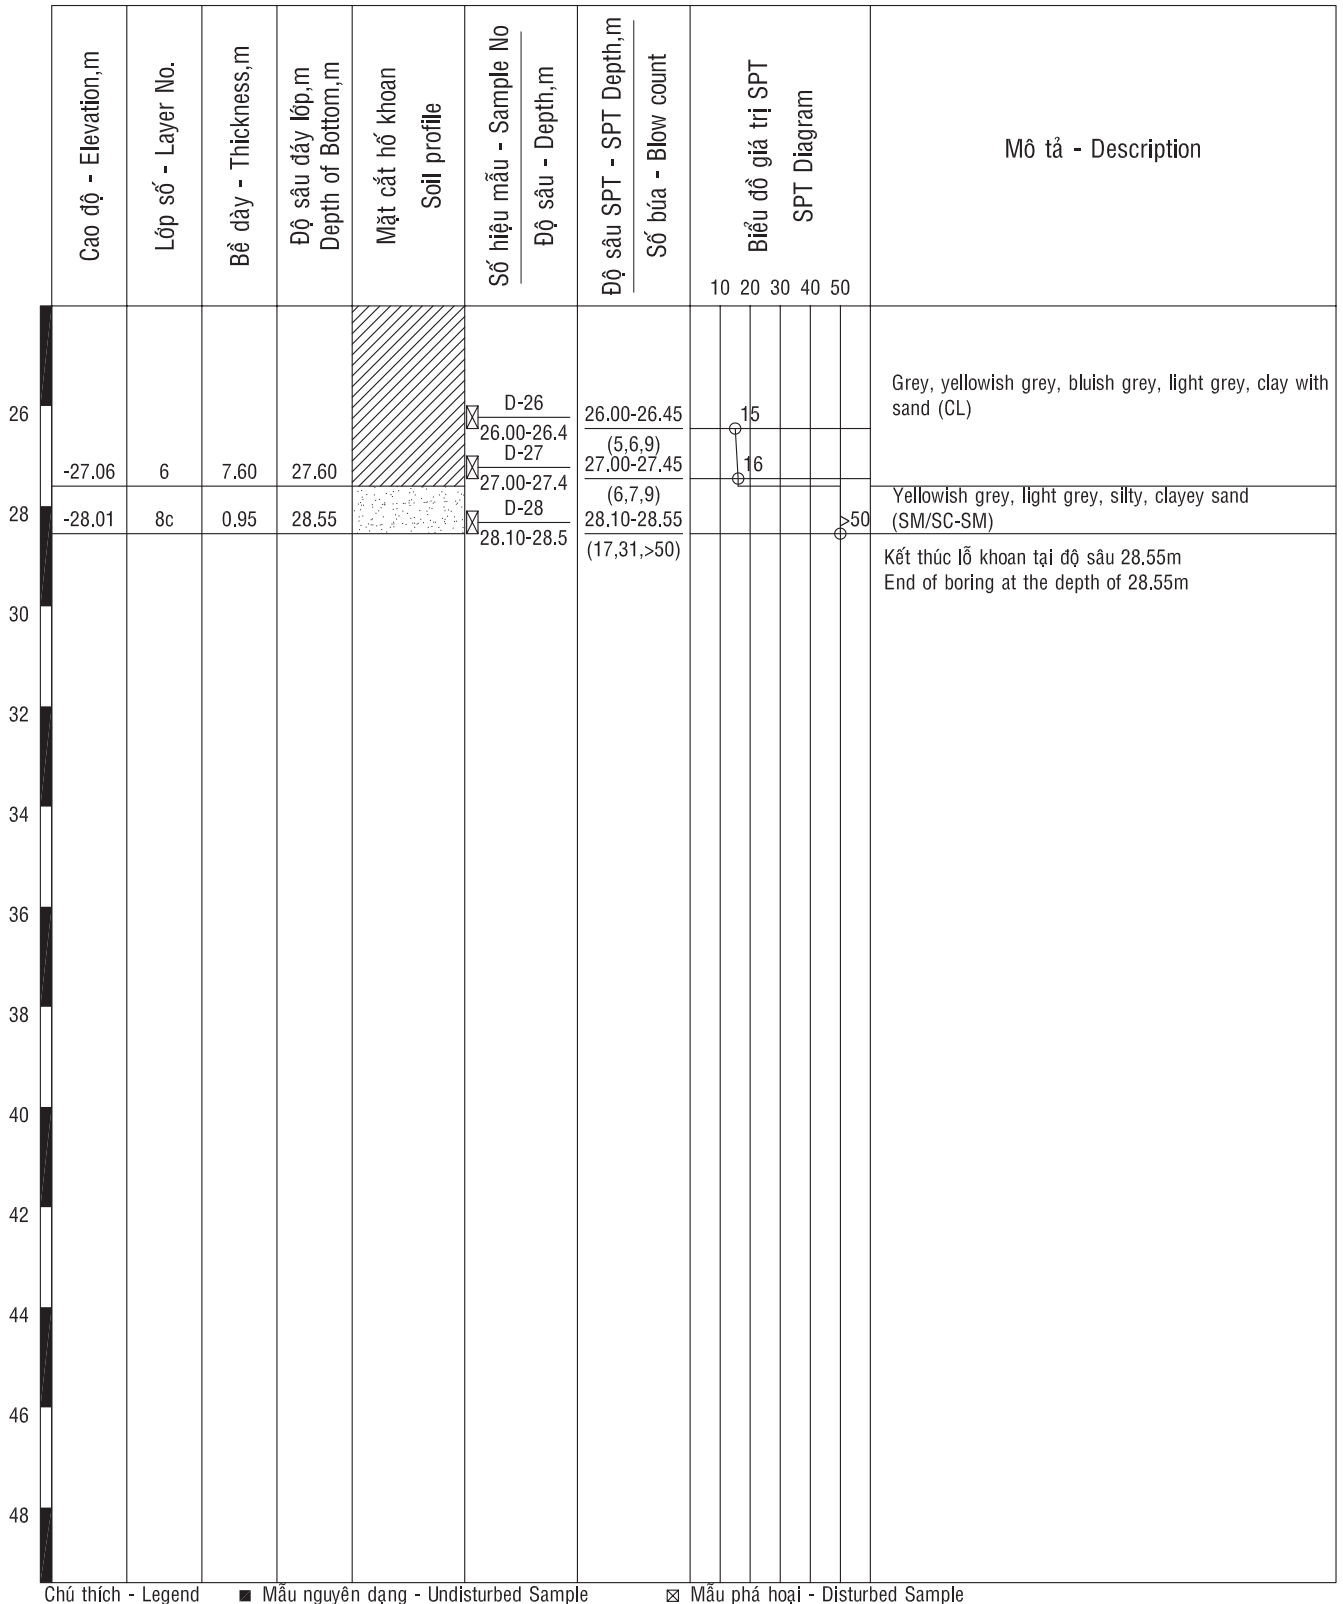 Cao độ - Elevation,m
Lớp số - Layer No.
Bề dày - Thickness,m
Độ sâu đáy lớp,m
Depth of Bottom,m
Mặt cắt hố khoan
Soil profile
Số hiệu mẫu - Sample No
Độ sâu - Depth,m
Độ sâu SPT - SPT Depth,m
Số búa - Blow count
Biểu đồ giá trị SPT
SPT Diagram
10 20 30 40 50
Mô tả - Description
Grey, yellowish grey, bluish grey, light grey, clay with
sand (CL)
26
D-26
26.00-26.4
26.00-26.45
(5,6,9)
15
-27.06 6 7.60 27.60
D-27
27.00-27.4
27.00-27.45
(6,7,9)
16
Yellowish grey, light grey, silty, clayey sand
(SM/SC-SM)
28
-28.01 8c 0.95 28.55
D-28
28.10-28.5
28.10-28.55
(17,31,>50)
>50
Kết thúc lỗ khoan tại độ sâu 28.55m
End of boring at the depth of 28.55m
30
32
34
36
38
40
42
44
46
48
Chú thích - Legend Mẫu nguyên dạng - Undisturbed Sample Mẫu phá hoại - Disturbed Sample